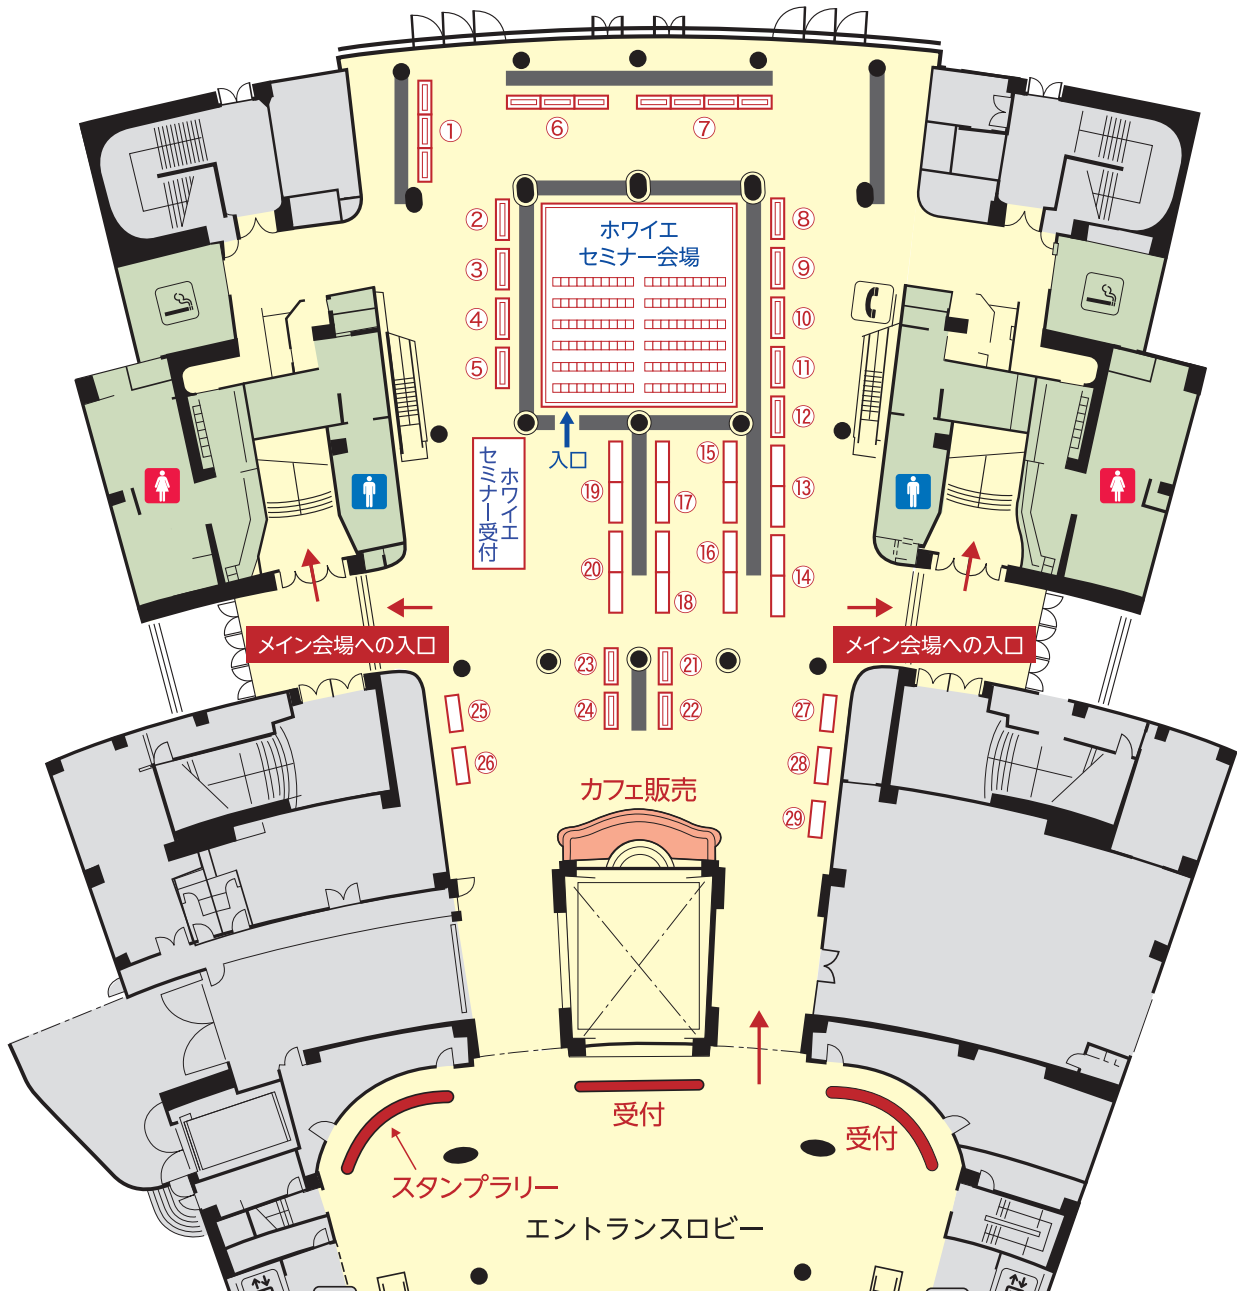 ①
⑥
⑦
②
③
④
⑤
ホワイエ
セミナー会場
⑧
⑨
⑩
⑪
⑫
入口
ホワイエ
セミナー受付
⑮
⑬
⑲
⑰
⑯
⑭
⑳
⑱
メイン会場への入口
メイン会場への入口
㉓
㉑
㉔
㉒
㉕
㉖
㉗
㉘
㉙
カフェ販売
受付
受付
スタンプラリー
エントランスロビー